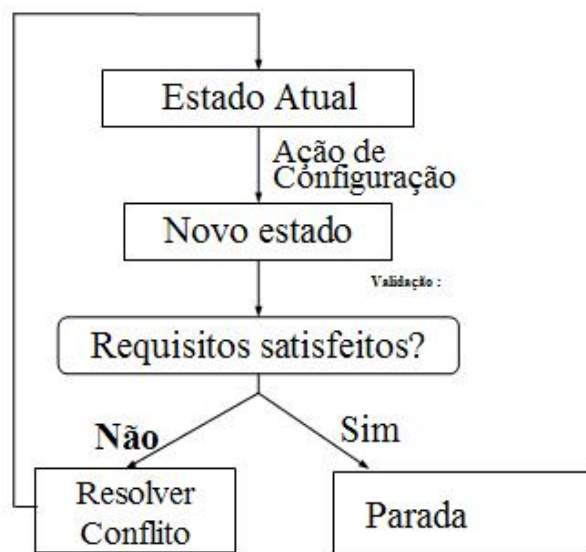 Estado Atual
Ação de
Configuração
Novo estado
Validação :
Requisitos satisfeitos?
Não
Sim
Resolver
Conflito
Parada